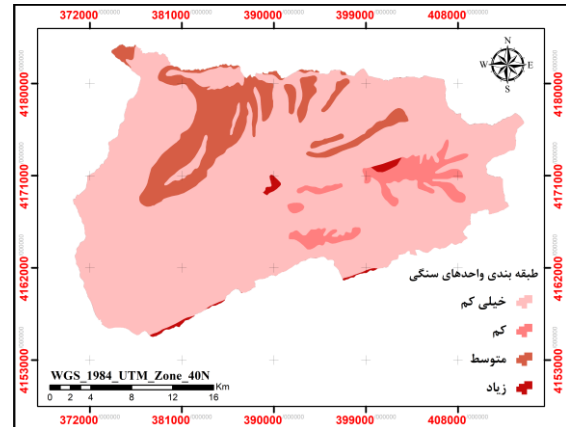 372000 381000 390000 399000 408000
N
W E
S
4180000 4180000
4171000 4171000
4162000 4162000
4153000 4153000
طبقه بندی واحدهای سنگی
خیلی کم
کم
متوسط
زیاد
WGS_1984_UTM_Zone_40N
0 2 4 8 12 16 Km
372000 381000 390000 399000 408000